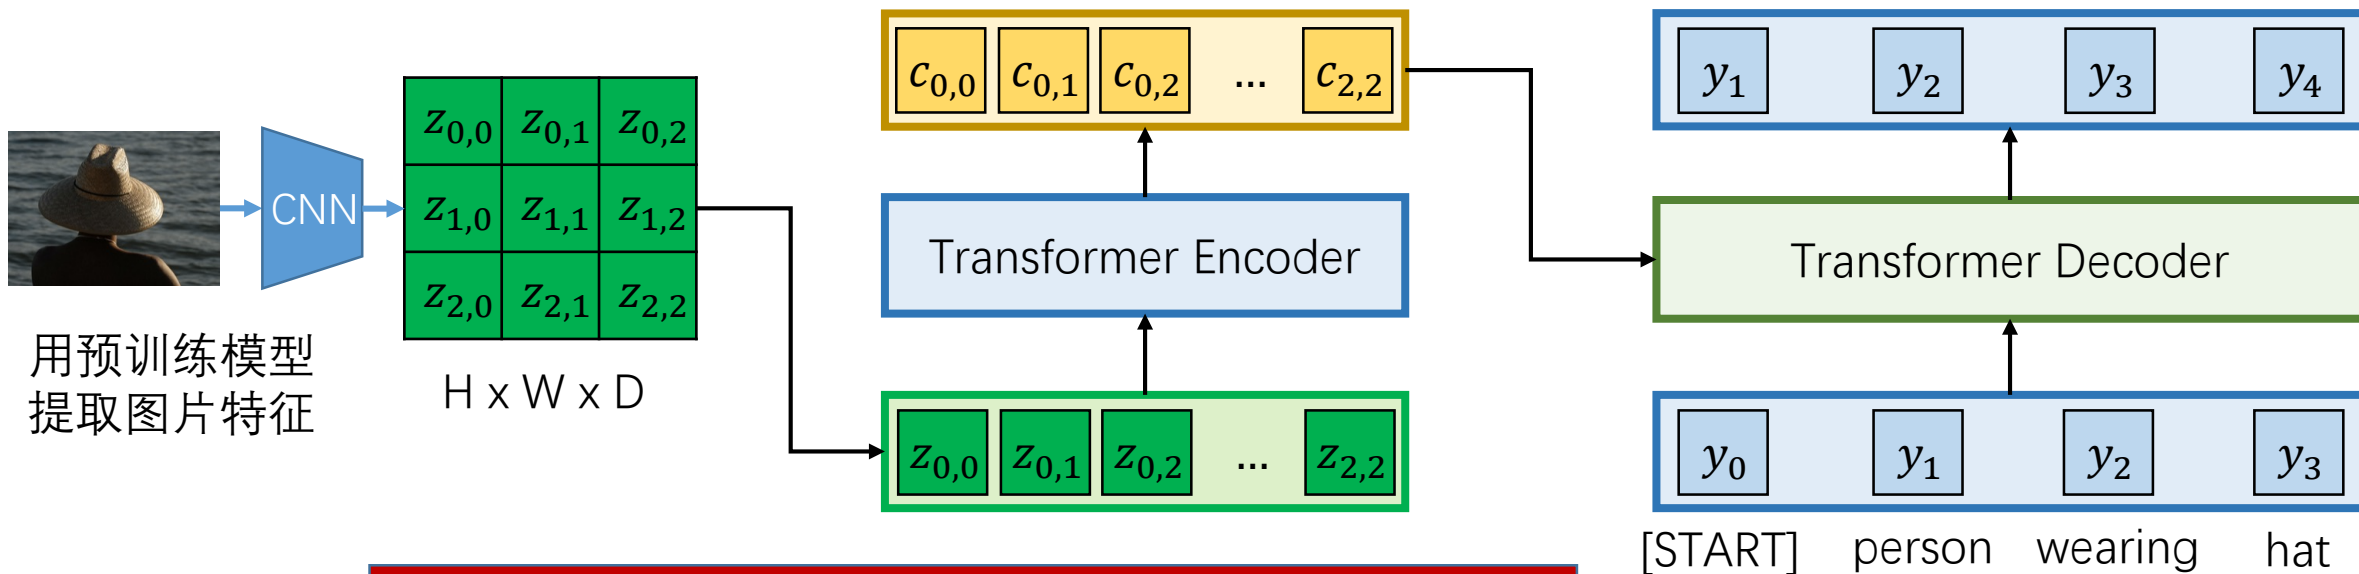 CNN
z0,0 z0,1 z0,2
z1,0 z1,1 z1,2
z2,0 z2,1 z2,2
用预训练模型
提取图片特征
H x W x D
c0,0 c0,1 c0,2 ... c2,2
Transformer Encoder
z0,0 z0,1 z0,2 ... z2,2
y1 y2 y3 y4
Transformer Decoder
y0 y1 y2 y3
[START] person wearing hat